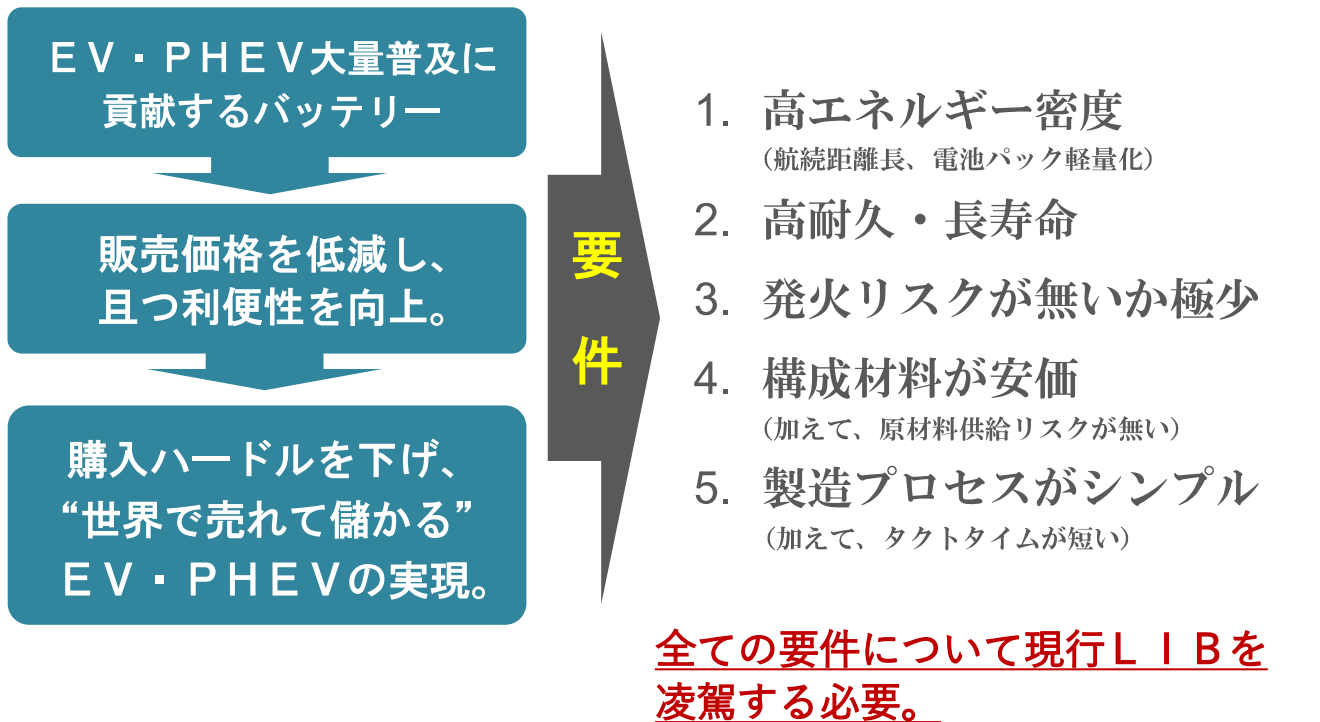 ＥＶ・ＰＨＥＶ大量普及に
貢献するバッテリー
販売価格を低減し、
且つ利便性を向上。
購入ハードルを下げ、
“世界で売れて儲かる”
ＥＶ・ＰＨＥＶの実現。
要
件
1. 高エネルギー密度
（航続距離長、電池パック軽量化）
2. 高耐久・長寿命
3. 発火リスクが無いか極少
4. 構成材料が安価
（加えて、原材料供給リスクが無い）
5. 製造プロセスがシンプル
（加えて、タクトタイムが短い）
全ての要件について現行ＬＩＢを
凌駕する必要。